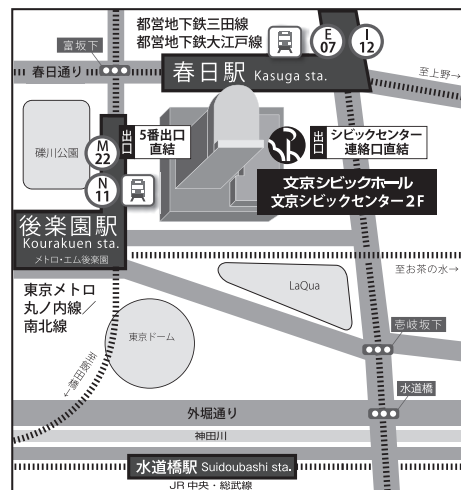 都営地下鉄三田線
都営地下鉄大江戸線
E
07
I
12
富坂下
春日通り
春日駅 Kasuga sta.
至上野→
礫川公園
M
22
出口
5番出口
直結
出口
シビックセンター
連絡口直結
N
11
文京シビックホール
文京シビックセンター2F
後楽園駅
Kourakuen sta.
メトロ・エム後楽園
至お茶の水→
東京メトロ
丸ノ内線／
南北線
LaQua
東京ドーム
壱岐坂下
至飯田橋→
水道橋
外堀通り
神田川
水道橋駅 Suidoubashi sta.
JR 中央・総武線